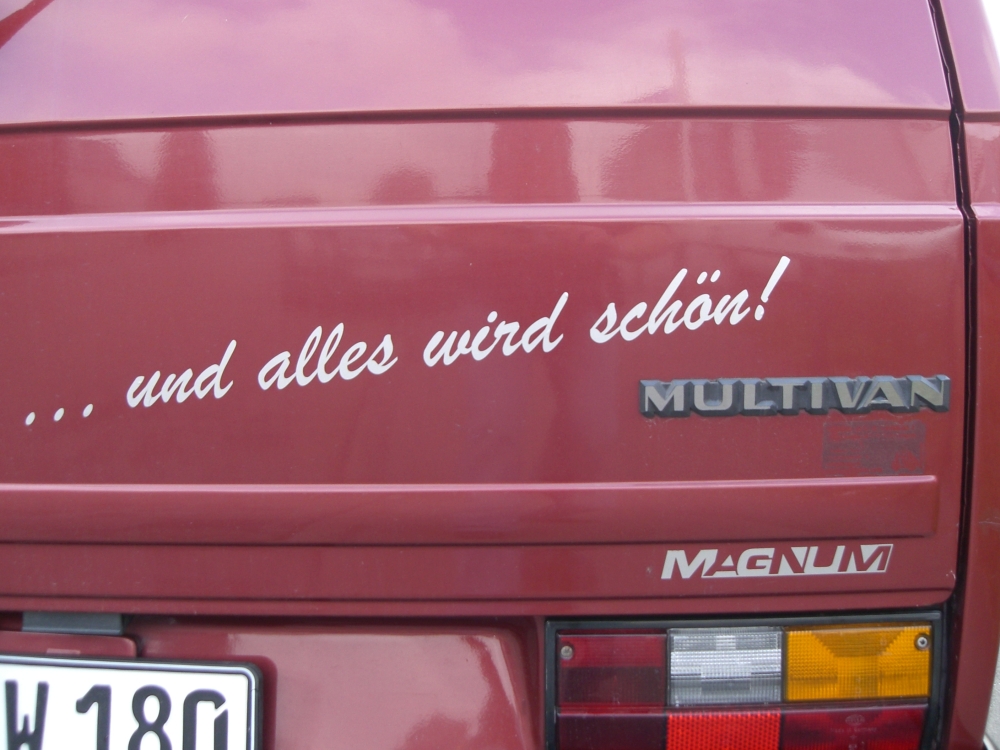 ... und alles wird schön!
MULTIVAN
MAGNUM
W 180